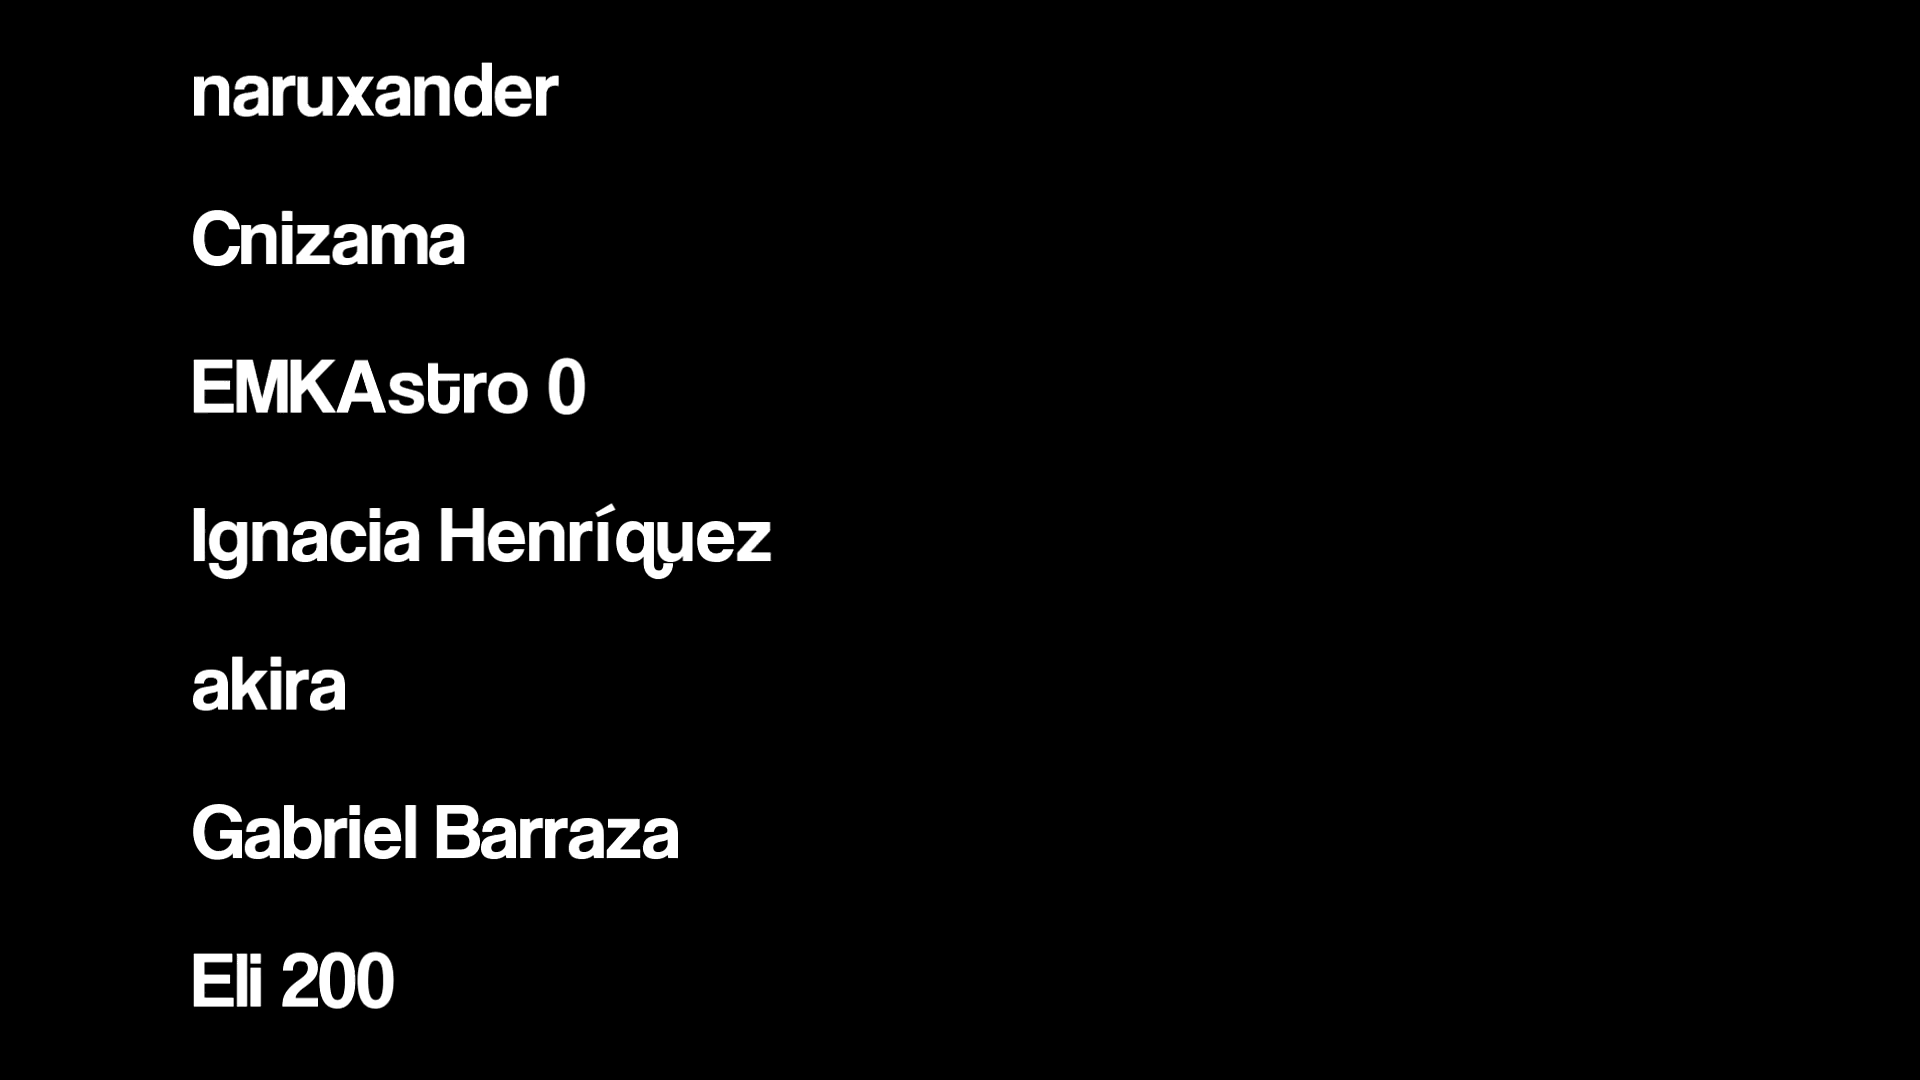 naruxander
Cnizama
EMKAstro 0
Ignacia Henríquez
akira
Gabriel Barraza
Eli 200